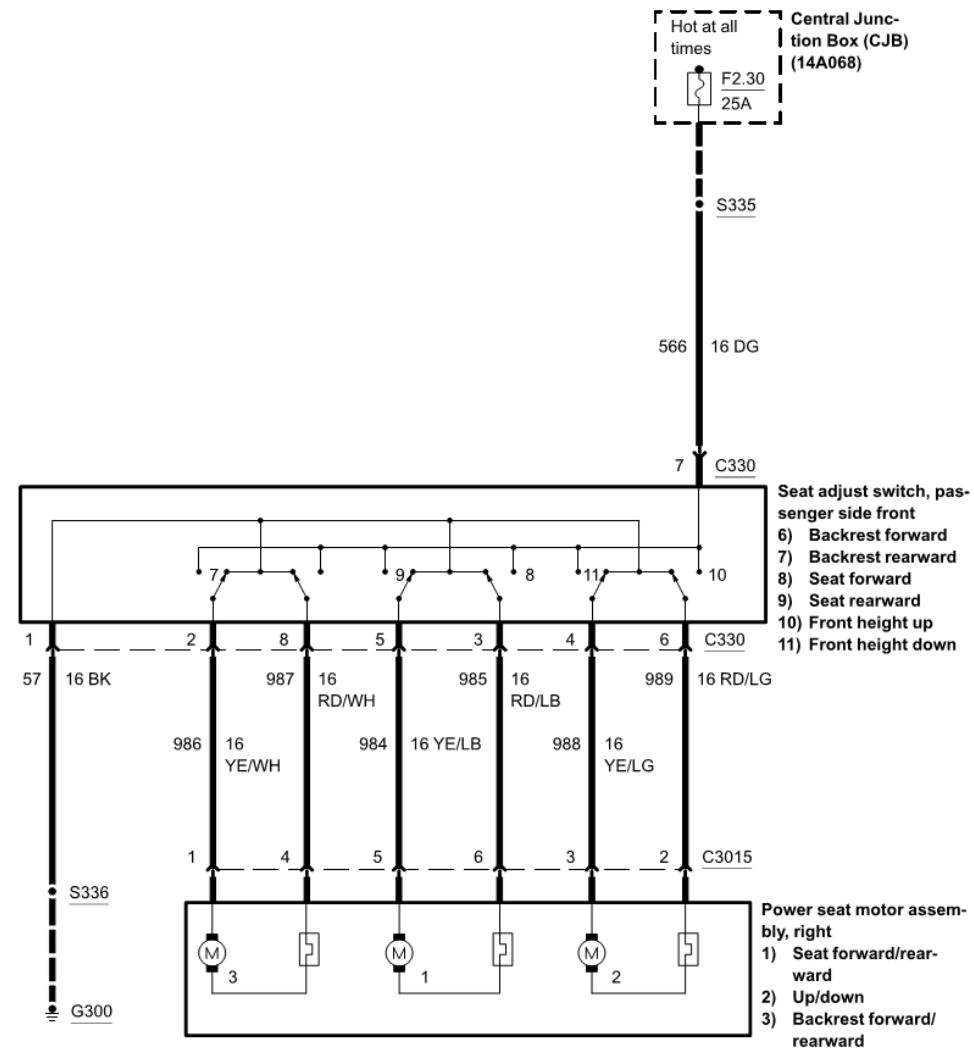 Hot at all
times
F2.30
25A
Central Junc-
tion Box (CJB)
(14A068)
S335
566 16 DG
7 C330
Seat adjust switch, pas-
senger side front
6) Backrest forward
7) Backrest rearward
8) Seat forward
9) Seat rearward
10) Front height up
11) Front height down
7 9 8 11 10
1 2 8 5 3 4 6 C330
57 16 BK 987 16 985 16 989 16 RD/LG
RD/WH RD/LB
986 16 984 16 YE/LB 988 16
YE/WH YE/LG
1 4 5 6 3 2 C3015
S336
M M M
3 1 2
G300
Power seat motor assem-
bly, right
1) Seat forward/rear-
ward
2) Up/down
3) Backrest forward/
rearward